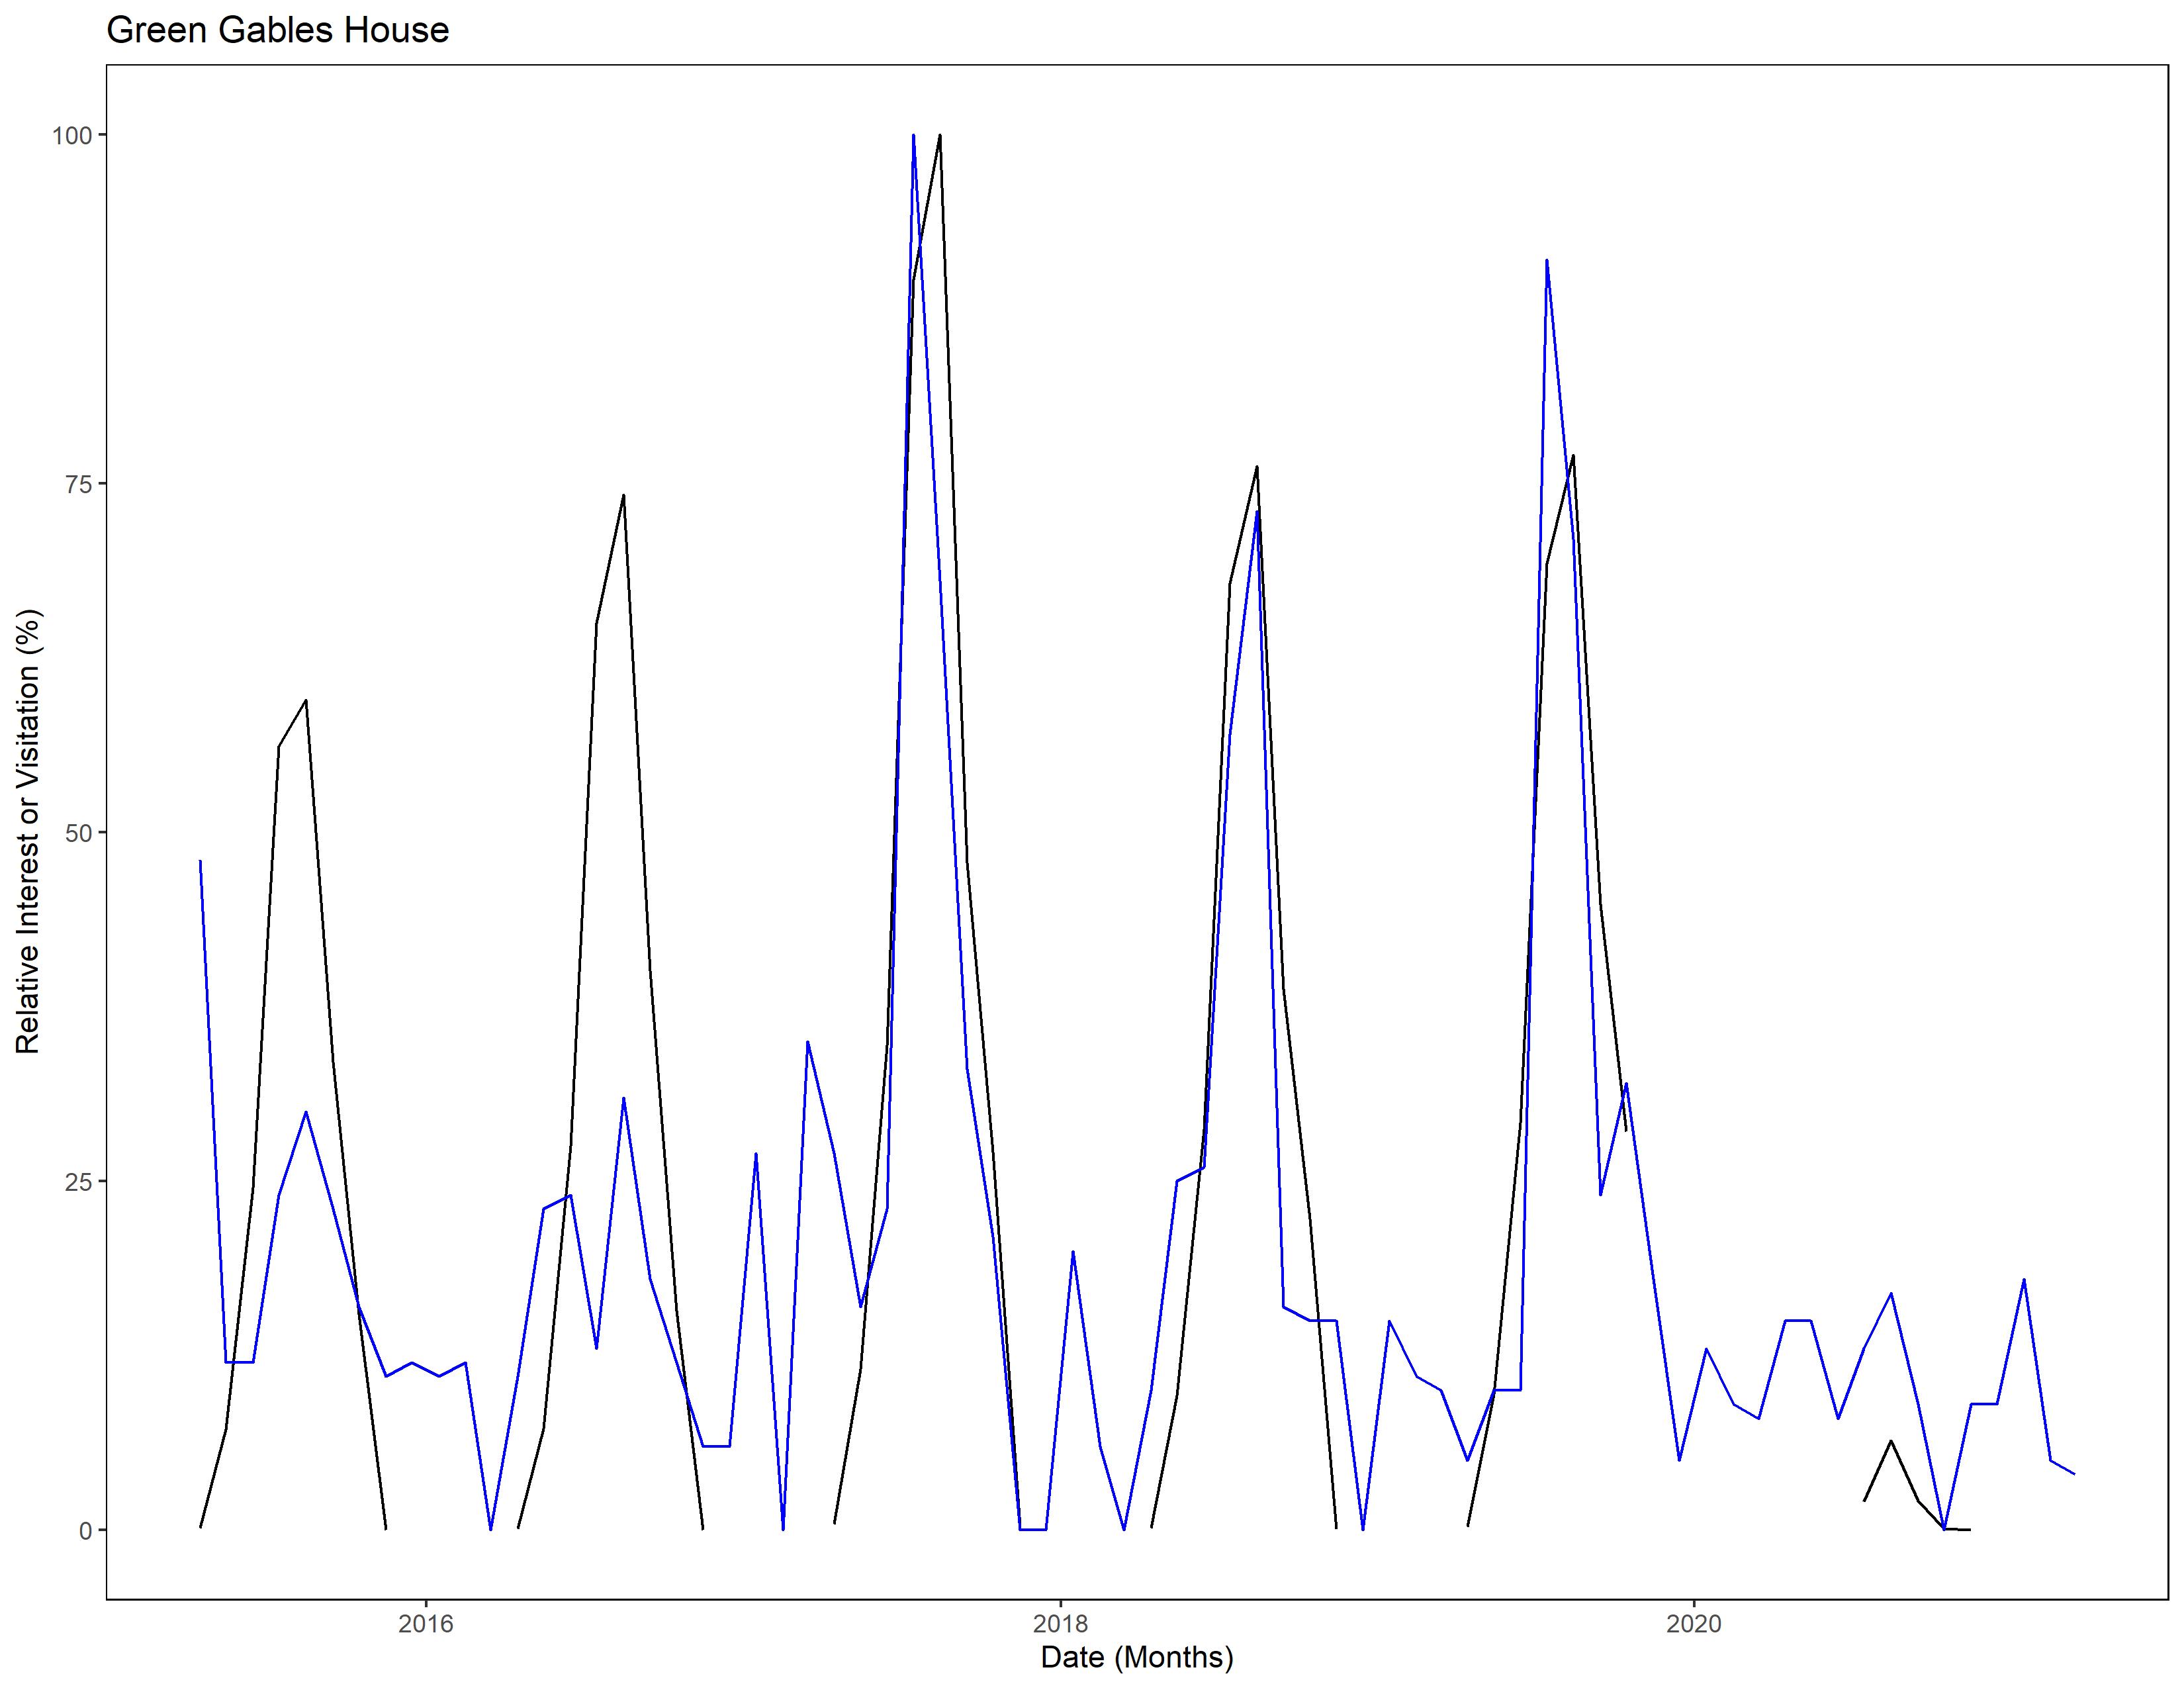 Green Gables House
Relative Interest or Visitation (%)
100
75
50
25
0
2016 2018 2020
Date (Months)